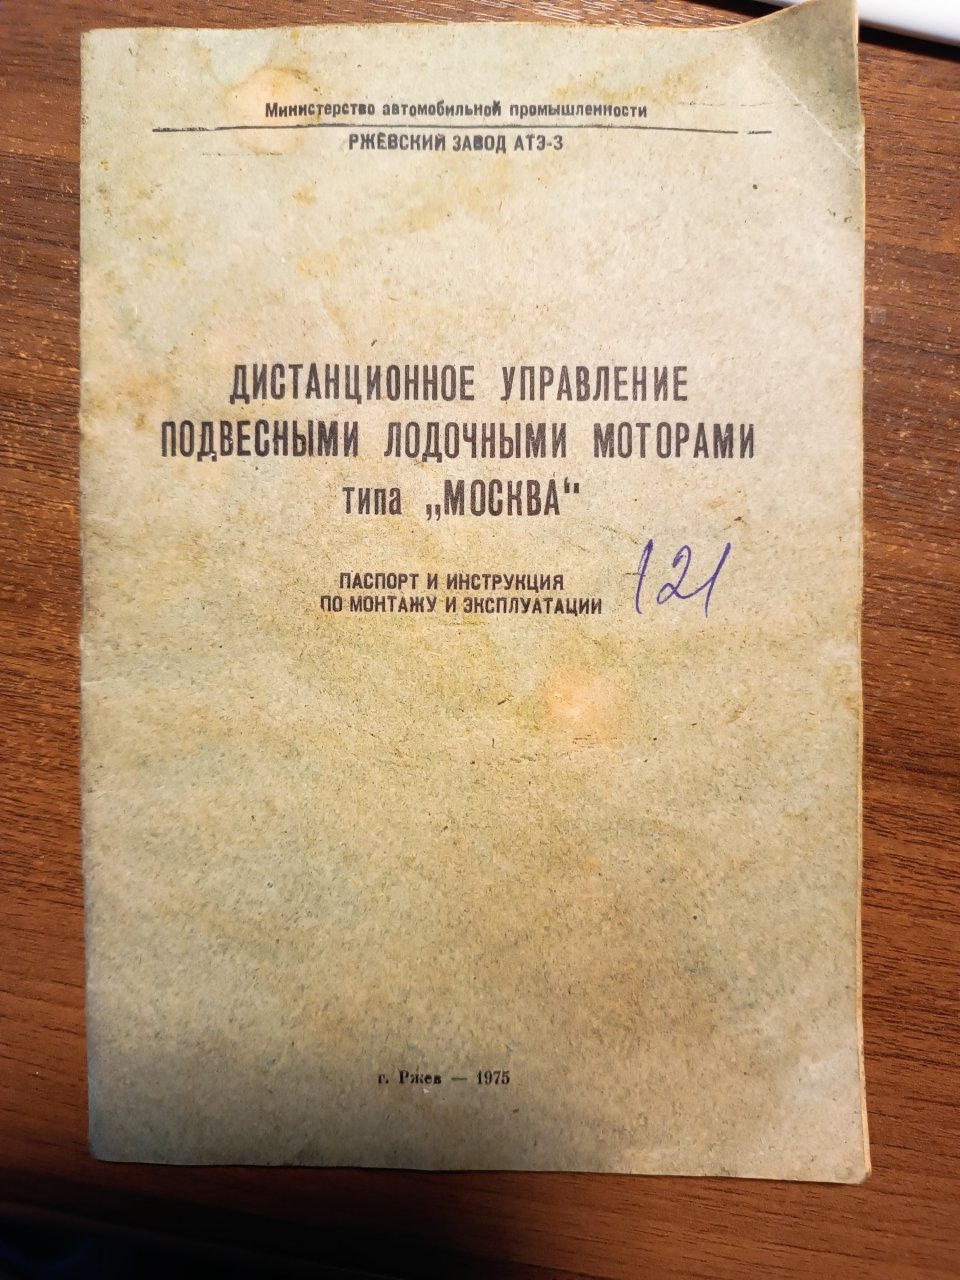 Министерство автомобильной промышленности
РЖЕВСКИЙ ЗАВОД АТЭ-3
ДИСТАНЦИОННОЕ УПРАВЛЕНИЕ
ПОДВЕСНЫМИ ЛОДОЧНЫМИ МОТОРАМИ
типа „МОСКВА“
ПАСПОРТ И ИНСТРУКЦИЯ
ПО МОНТАЖУ И ЭКСПЛУАТАЦИИ
121
г. Ржев — 1975